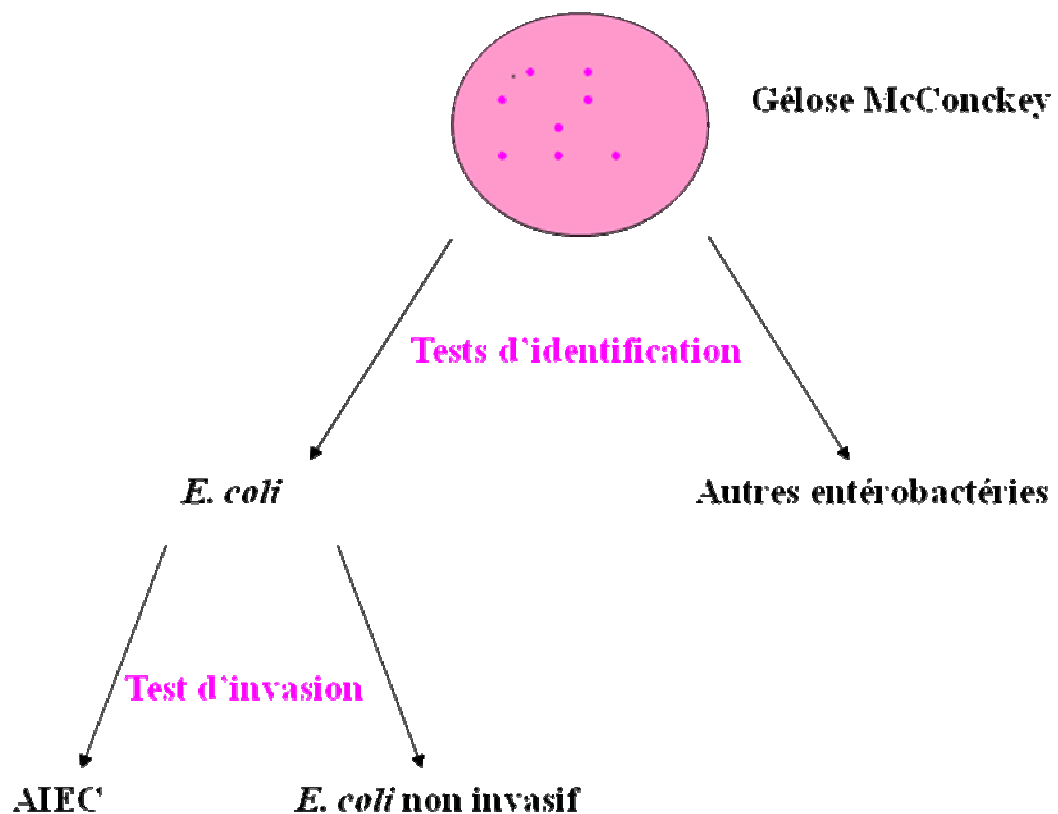 Gélose McConckey
Tests d'identification
E. coli
Autres entérobactéries
Test d'invasion
AIEC
E. coli non invasif